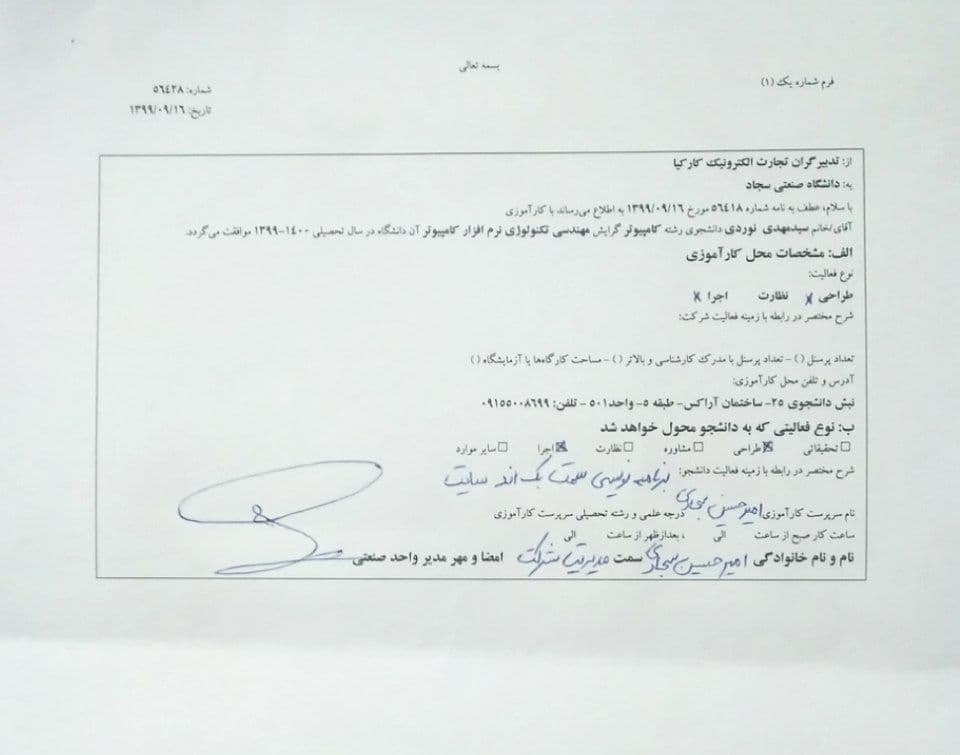 بسمه تعالی
فرم شماره یک (۱)
شماره: ۵۶۴۲۸
تاریخ: ۱۳۹۹/۰۹/۱۶
از: تدبیرگران تجارت الکترونیک کارکیا
به: دانشگاه صنعتی سجاد
با سلام، عطف به نامه شماره ۵۶۴۱۸ مورخ ۱۳۹۹/۰۹/۱۶ به اطلاع می‌رساند با کارآموزی
آقای/خانم سیدمهدی نوردی دانشجوی رشته کامپیوتر گرایش مهندسی تکنولوژی نرم افزار کامپیوتر آن دانشگاه در سال تحصیلی ۱۴۰۰-۱۳۹۹ موافقت می‌گردد.
الف: مشخصات محل کارآموزی
نوع فعالیت:
طراحی x نظارت اجرا x
شرح مختصر در رابطه با زمینه فعالیت شرکت:
تعداد پرسنل ( ) - تعداد پرسنل با مدرک کارشناسی و بالاتر ( ) - مساحت کارگاه‌ها یا آزمایشگاه ( )
آدرس و تلفن محل کارآموزی:
نبش دانشجوی ۲۵- ساختمان آراکس- طبقه ۵- واحد۵۰۱ - تلفن: ۰۹۱۵۵۰۰۸۶۹۹
ب: نوع فعالیتی که به دانشجو محول خواهد شد
☐ تحقیقاتی ☒ طراحی ☐ مشاوره ☐ نظارت ☒ اجرا ☐ سایر موارد
شرح مختصر در رابطه با زمینه فعالیت دانشجو: برنامه نویسی سمت بک اند سایت
نام سرپرست کارآموزی امیرحسین درجه علمی و رشته تحصیلی سرپرست کارآموزی
ساعت کار صبح از ساعت الی ، بعدازظهر از ساعت الی
نام و نام خانوادگی امیرحسین سمت مدیریت شرکت امضا و مهر مدیر واحد صنعتی